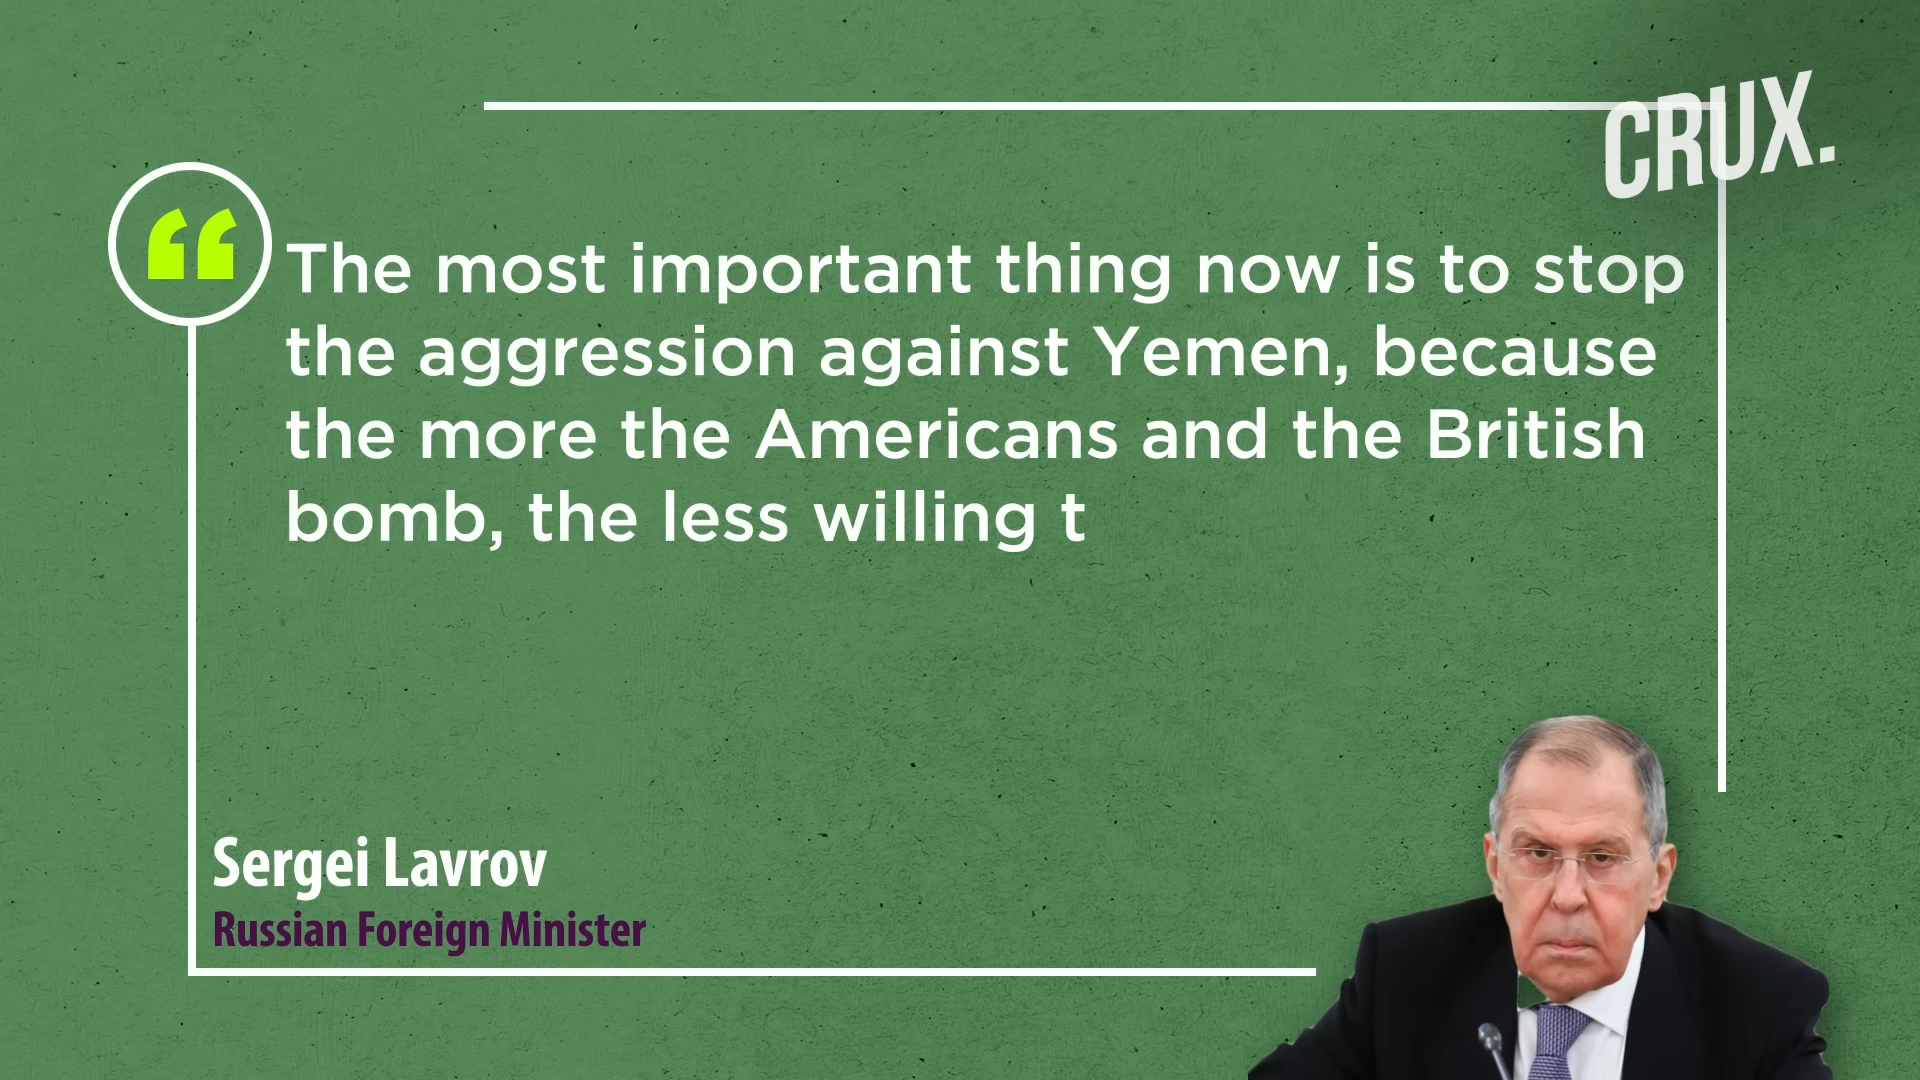 CRUX.
“
The most important thing now is to stop
the aggression against Yemen, because
the more the Americans and the British
bomb, the less willing t
Sergei Lavrov
Russian Foreign Minister